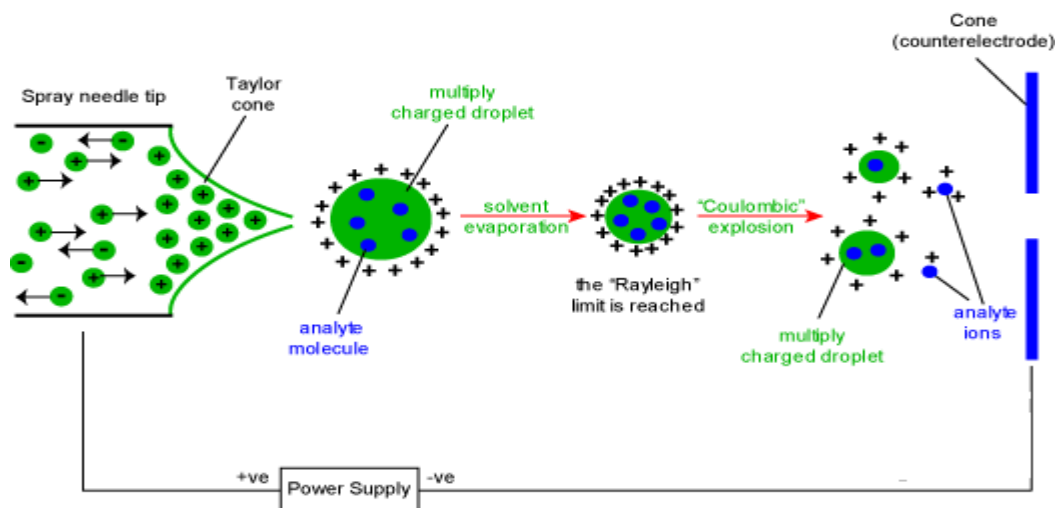 Cone
(counterelectrode)
Spray needle tip
Taylor
cone
multiply
charged droplet
solvent
evaporation
"Coulombic"
explosion
the "Rayleigh"
limit is reached
analyte
molecule
multiply
charged droplet
analyte
ions
+ve
Power Supply
-ve